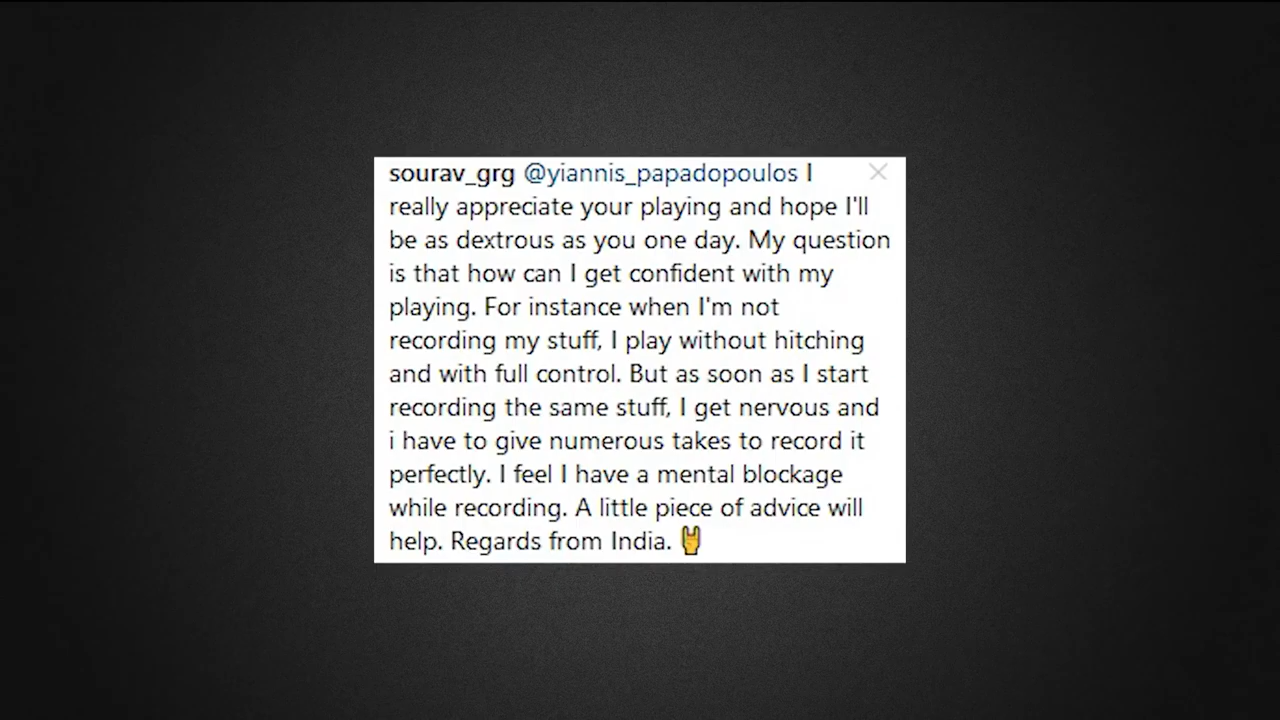 sourav_grg @yiannis_papadopoulos I
really appreciate your playing and hope I'll
be as dextrous as you one day. My question
is that how can I get confident with my
playing. For instance when I'm not
recording my stuff, I play without hitching
and with full control. But as soon as I start
recording the same stuff, I get nervous and
i have to give numerous takes to record it
perfectly. I feel I have a mental blockage
while recording. A little piece of advice will
help. Regards from India. 🤘